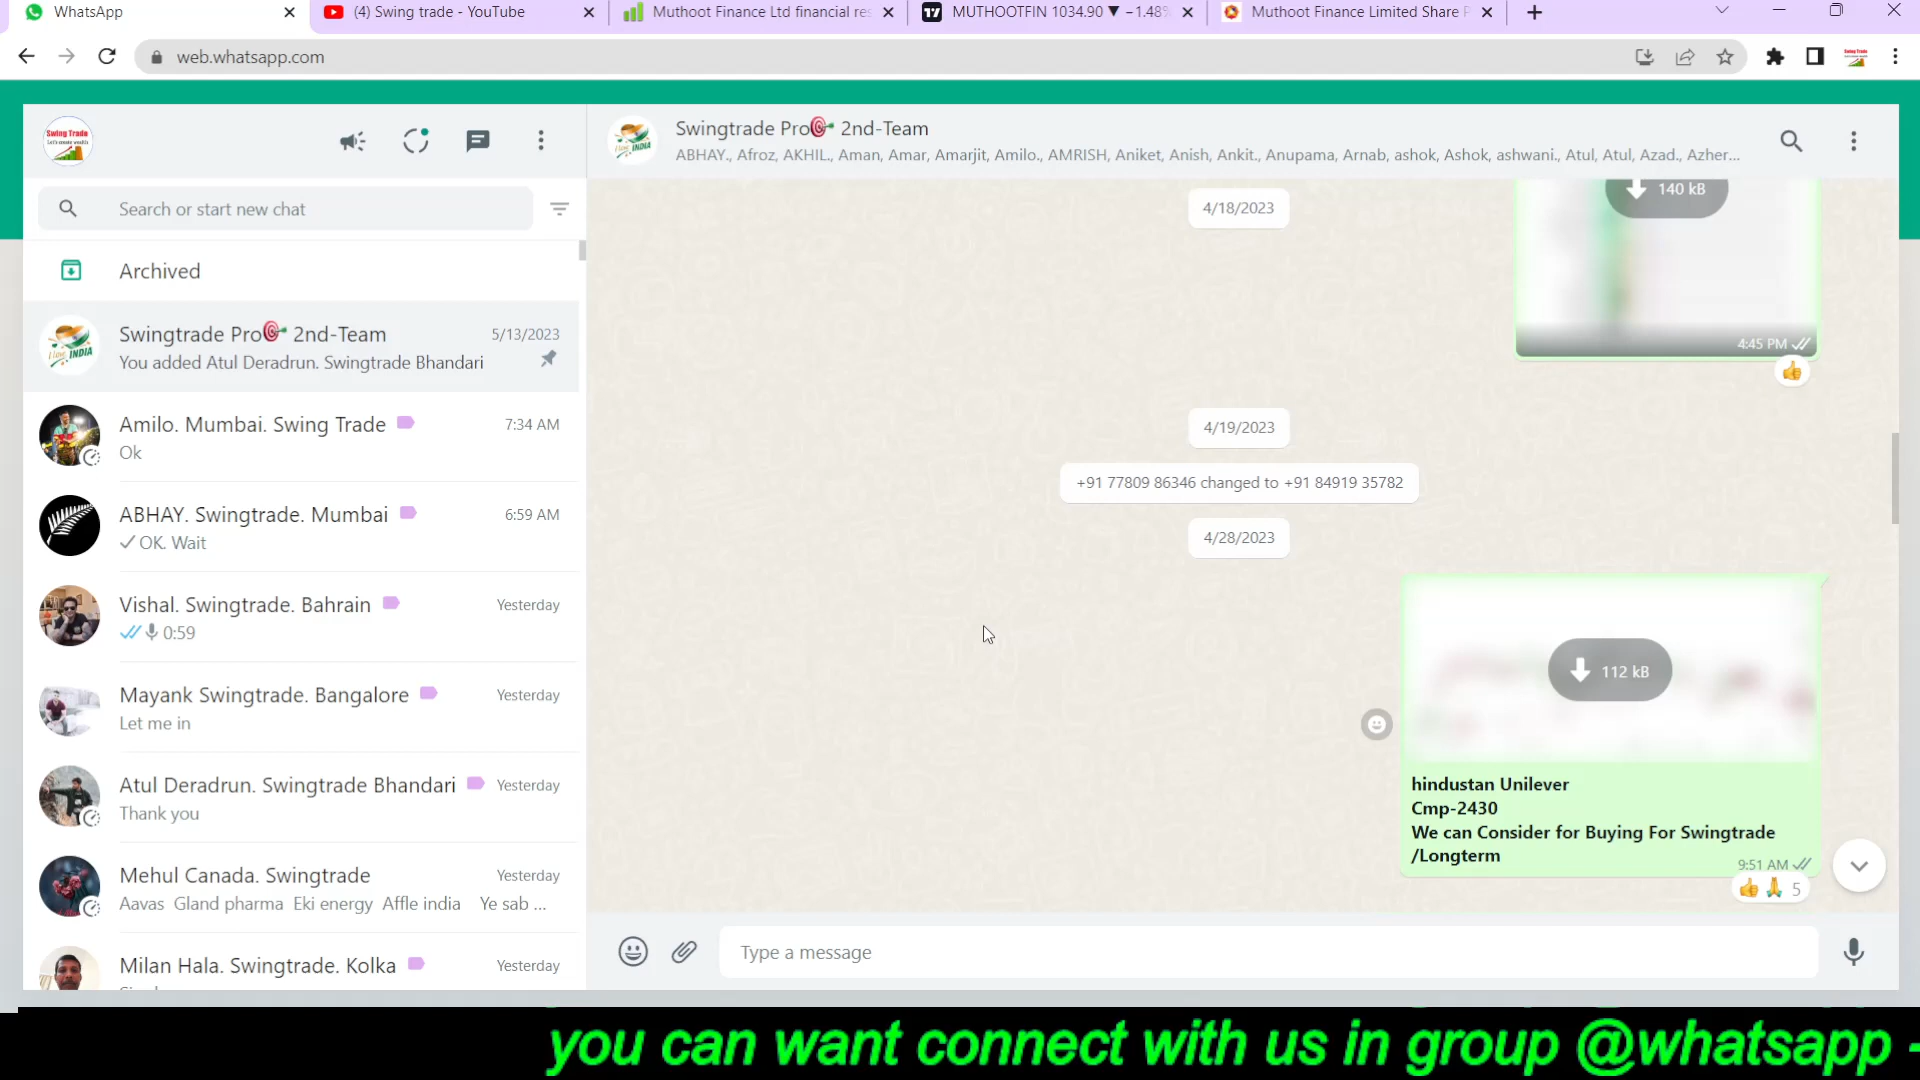 WhatsApp
(4) Swing trade - YouTube
Muthoot Finance Ltd financial res
MUTHOOTFIN 1034.90 ▼ −1.48%
Muthoot Finance Limited Share P
web.whatsapp.com
Swing Trade
Let's create wealth
Swingtrade Pro🎯 2nd-Team
ABHAY., Afroz, AKHIL., Aman, Amar, Amarjit, Amilo., AMRISH, Aniket, Anish, Ankit., Anupama, Arnab, ashok, Ashok, ashwani., Atul, Atul, Azad., Azher...
Search or start new chat
Archived
Swingtrade Pro🎯 2nd-Team
5/13/2023
You added Atul Deradrun. Swingtrade Bhandari
Amilo. Mumbai. Swing Trade
7:34 AM
Ok
ABHAY. Swingtrade. Mumbai
6:59 AM
OK. Wait
Vishal. Swingtrade. Bahrain
Yesterday
0:59
Mayank Swingtrade. Bangalore
Yesterday
Let me in
Atul Deradrun. Swingtrade Bhandari
Yesterday
Thank you
Mehul Canada. Swingtrade
Yesterday
Aavas Gland pharma Eki energy Affle india Ye sab ...
Milan Hala. Swingtrade. Kolka
Yesterday
140 kB
4/18/2023
4:45 PM
4/19/2023
+91 77809 86346 changed to +91 84919 35782
4/28/2023
112 kB
hindustan Unilever
Cmp-2430
We can Consider for Buying For Swingtrade
/Longterm
9:51 AM
👍🙏 5
Type a message
you can want connect with us in group @whatsapp -